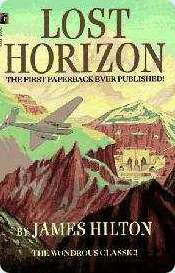 LOST
HORIZON
THE FIRST PAPERBACK EVER PUBLISHED!
BY JAMES HILTON
THE WONDROUS CLASSIC!